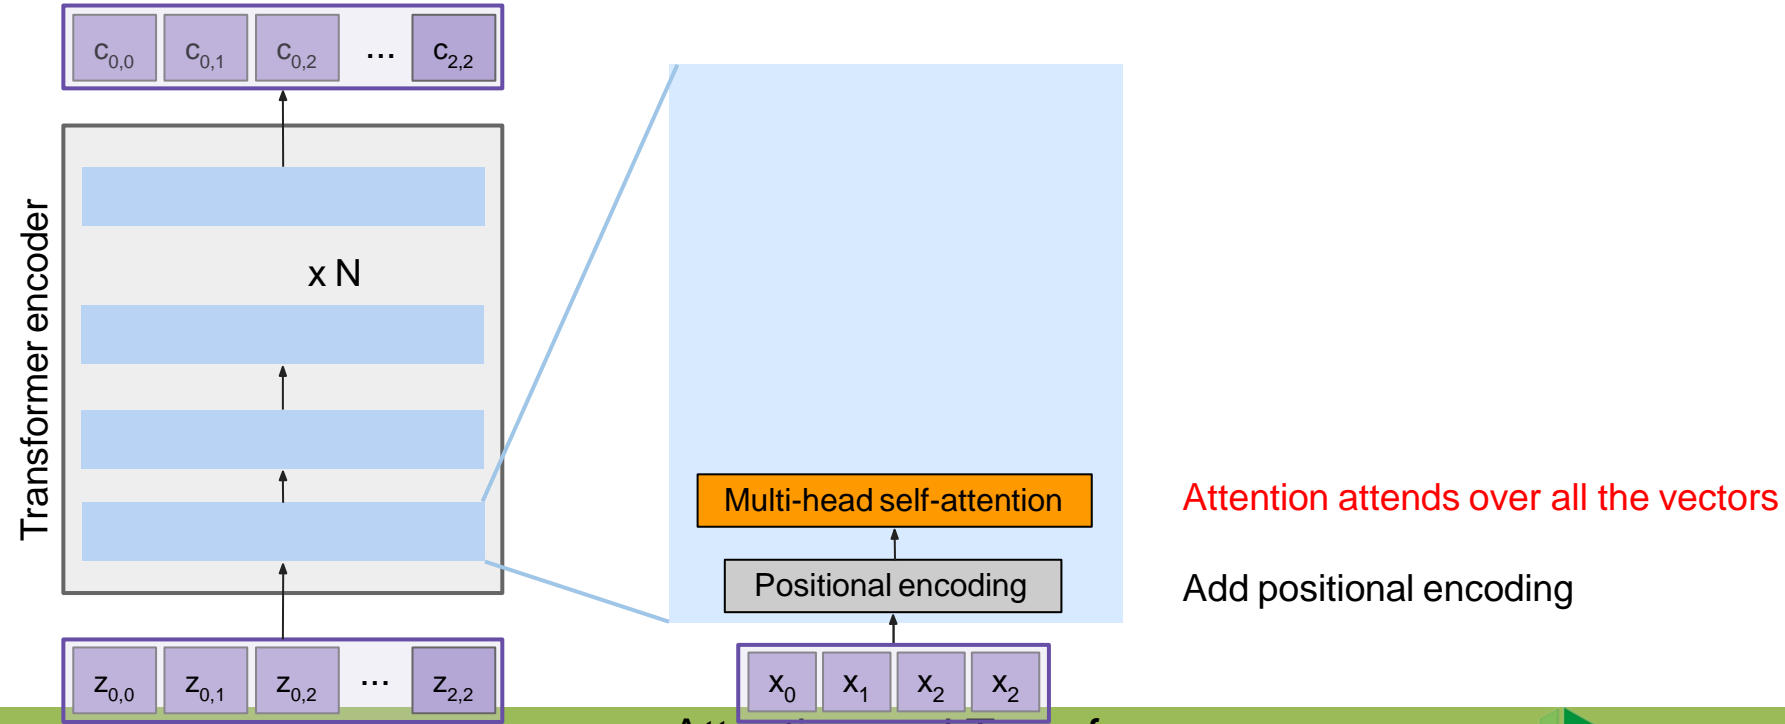 c0,0 c0,1 c0,2 ... c2,2
Transformer encoder
x N
z0,0 z0,1 z0,2 ... z2,2
Multi-head self-attention
Attention attends over all the vectors
Positional encoding
Add positional encoding
x0 x1 x2 x2